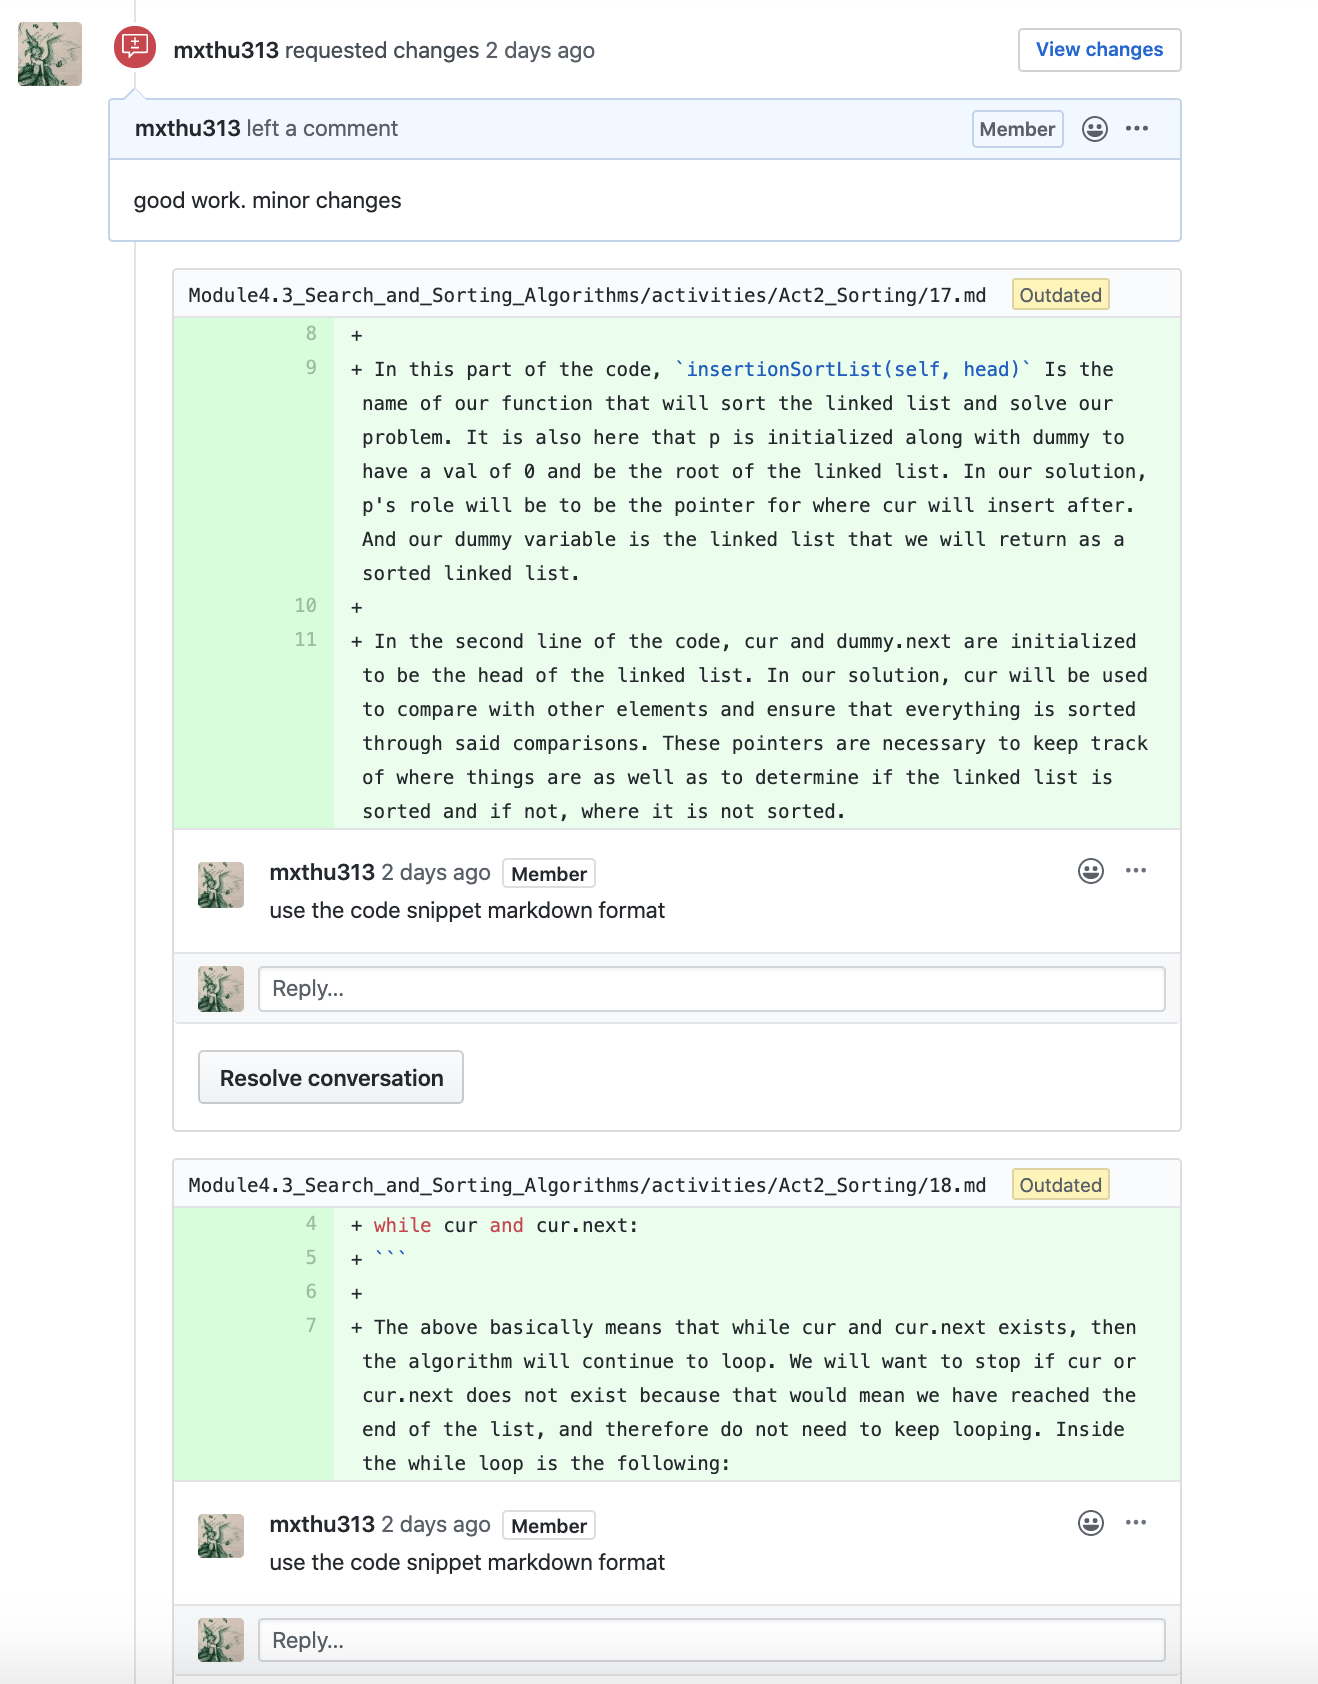 mxthu313 requested changes 2 days ago
View changes
mxthu313 left a comment
Member
good work. minor changes
Module4.3_Search_and_Sorting_Algorithms/activities/Act2_Sorting/17.md Outdated
8 +
9 + In this part of the code, `insertionSortList(self, head)` Is the
name of our function that will sort the linked list and solve our
problem. It is also here that p is initialized along with dummy to
have a val of 0 and be the root of the linked list. In our solution,
p's role will be to be the pointer for where cur will insert after.
And our dummy variable is the linked list that we will return as a
sorted linked list.
10 +
11 + In the second line of the code, cur and dummy.next are initialized
to be the head of the linked list. In our solution, cur will be used
to compare with other elements and ensure that everything is sorted
through said comparisons. These pointers are necessary to keep track
of where things are as well as to determine if the linked list is
sorted and if not, where it is not sorted.
mxthu313 2 days ago Member
use the code snippet markdown format
Reply...
Resolve conversation
Module4.3_Search_and_Sorting_Algorithms/activities/Act2_Sorting/18.md Outdated
4 + while cur and cur.next:
5 + ```
6 +
7 + The above basically means that while cur and cur.next exists, then
the algorithm will continue to loop. We will want to stop if cur or
cur.next does not exist because that would mean we have reached the
end of the list, and therefore do not need to keep looping. Inside
the while loop is the following:
mxthu313 2 days ago Member
use the code snippet markdown format
Reply...